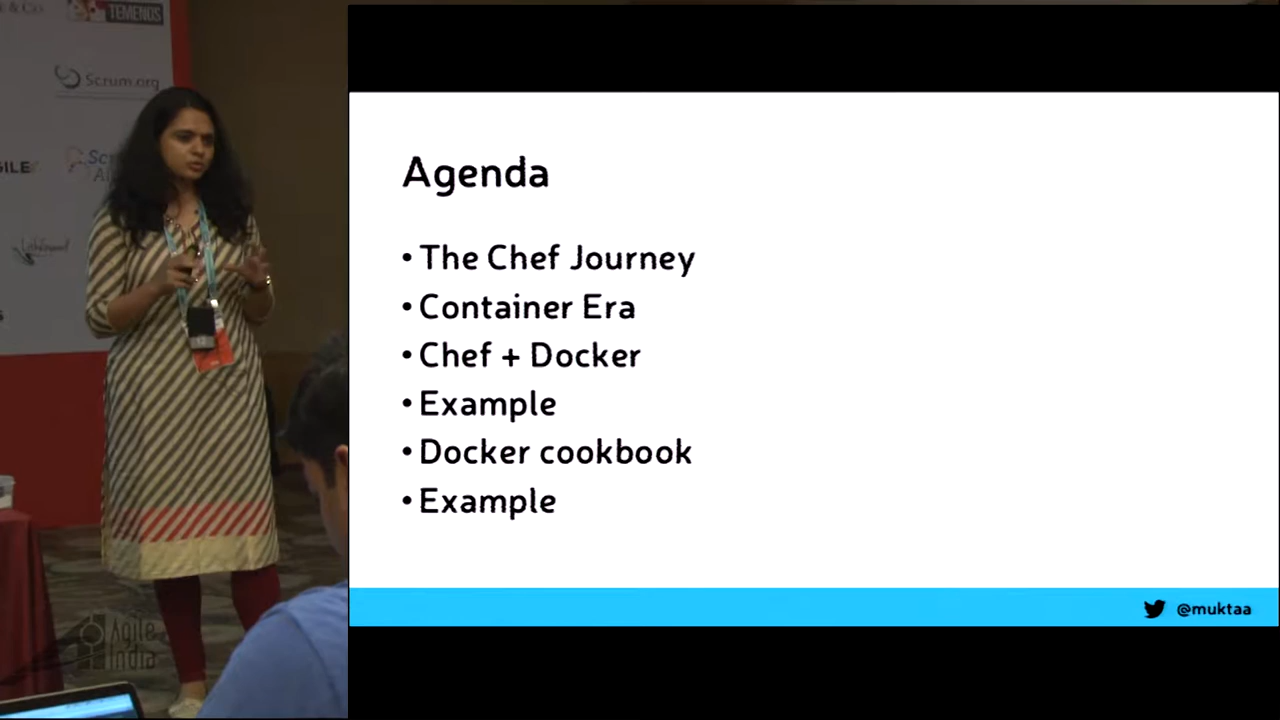 TEMENOS
Scrum.org
Agenda
• The Chef Journey
• Container Era
• Chef + Docker
• Example
• Docker cookbook
• Example
@muktaa
Agile
India